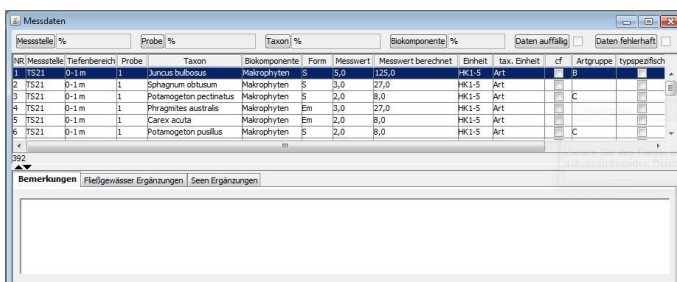 Messdaten
Messstelle % Probe % Taxon % Biokomponente % Daten auffällig Daten fehlerhaft
NR Messstelle Tiefenbereich Probe Taxon Biokomponente Form Messwert Messwert berechnet Einheit tax. Einheit cf Artgruppe typspezifisch
1 TS21 0-1 m 1 Juncus bulbosus Makrophyten S 5,0 125,0 HK1-5 Art B
2 TS21 0-1 m 1 Sphagnum obtusum Makrophyten S 3,0 27,0 HK1-5 Art
3 TS21 0-1 m 1 Potamogeton pectinatus Makrophyten S 2,0 8,0 HK1-5 Art C
4 TS21 0-1 m 1 Phragmites australis Makrophyten Em 3,0 27,0 HK1-5 Art
5 TS21 0-1 m 1 Carex acuta Makrophyten Em 2,0 8,0 HK1-5 Art
6 TS21 0-1 m 1 Potamogeton pusillus Makrophyten S 2,0 8,0 HK1-5 Art C
392
Bemerkungen Fließgewässer Ergänzungen Seen Ergänzungen